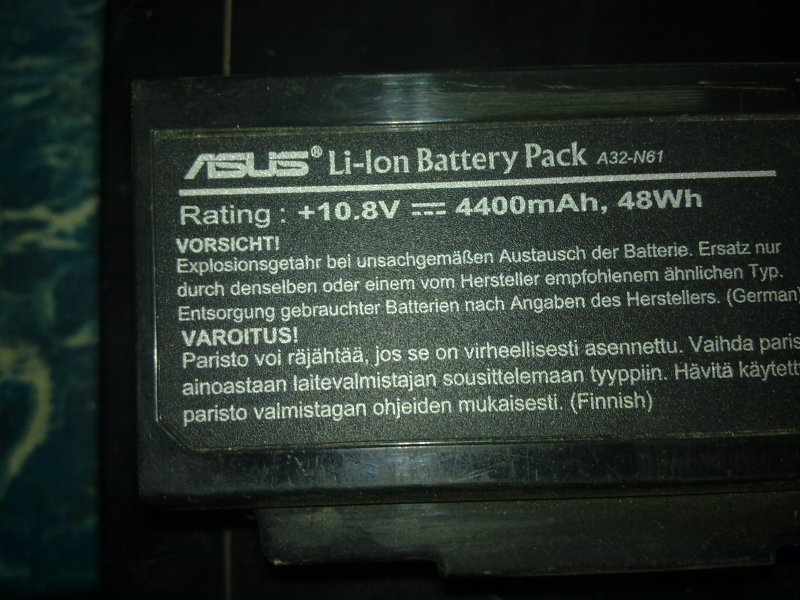 ASUS® Li-Ion Battery Pack A32-N61
Rating : +10.8V ⎓ 4400mAh, 48Wh
VORSICHT!
Explosionsgetahr bei unsachgemäßen Austausch der Batterie. Ersatz nur
durch denselben oder einem vom Hersteller empfohlenem ähnlichen Typ.
Entsorgung gebrauchter Batterien nach Angaben des Herstellers. (German)
VAROITUS!
Paristo voi räjähtää, jos se on virheellisesti asennettu. Vaihda paris
ainoastaan laitevalmistajan sousittelemaan tyyppiin. Hävitä käytett
paristo valmistagan ohjeiden mukaisesti. (Finnish)